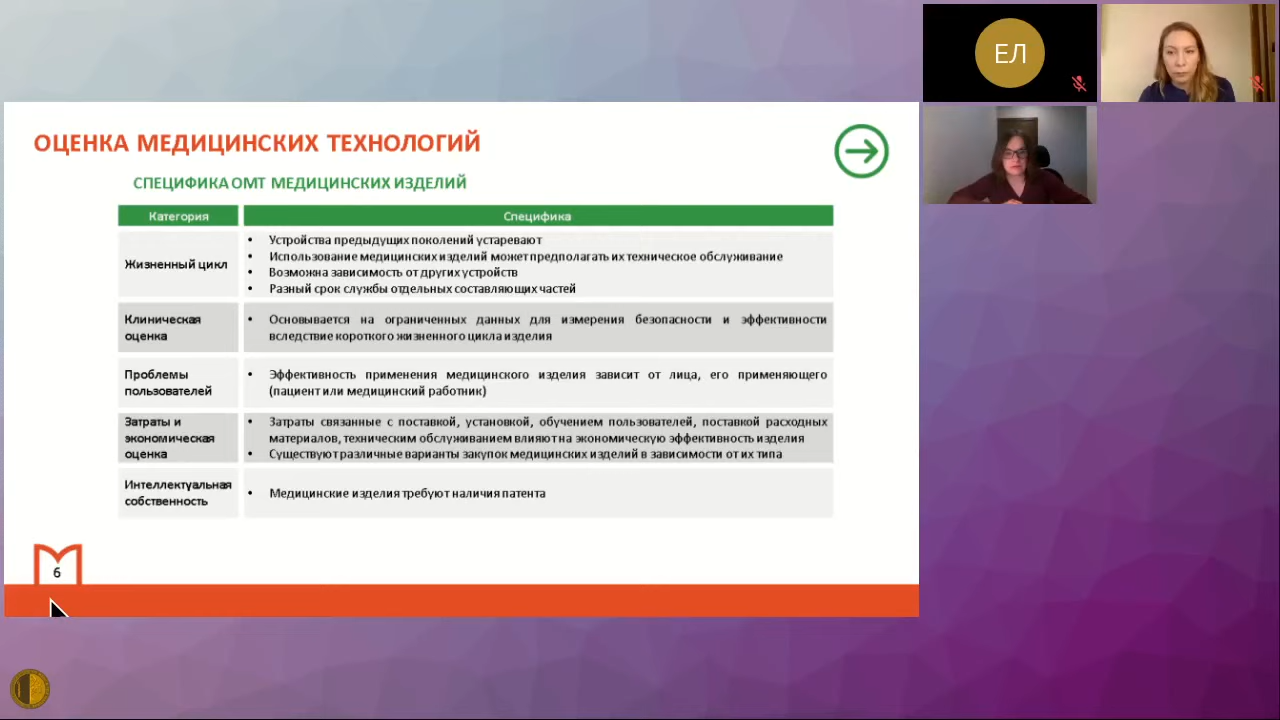 ОЦЕНКА МЕДИЦИНСКИХ ТЕХНОЛОГИЙ
СПЕЦИФИКА ОМТ МЕДИЦИНСКИХ ИЗДЕЛИЙ
Категория
Специфика
Жизненный цикл
• Устройства предыдущих поколений устаревают
• Использование медицинских изделий может предполагать их техническое обслуживание
• Возможна зависимость от других устройств
• Разный срок службы отдельных составляющих частей
Клиническая
оценка
• Основывается на ограниченных данных для измерения безопасности и эффективности
вследствие короткого жизненного цикла изделия
Проблемы
пользователей
• Эффективность применения медицинского изделия зависит от лица, его применяющего
(пациент или медицинский работник)
Затраты и
экономическая
оценка
• Затраты связанные с поставкой, установкой, обучением пользователей, поставкой расходных
материалов, техническим обслуживанием влияют на экономическую эффективность изделия
• Существуют различные варианты закупок медицинских изделий в зависимости от их типа
Интеллектуальная
собственность
• Медицинские изделия требуют наличия патента
6
ЕЛ